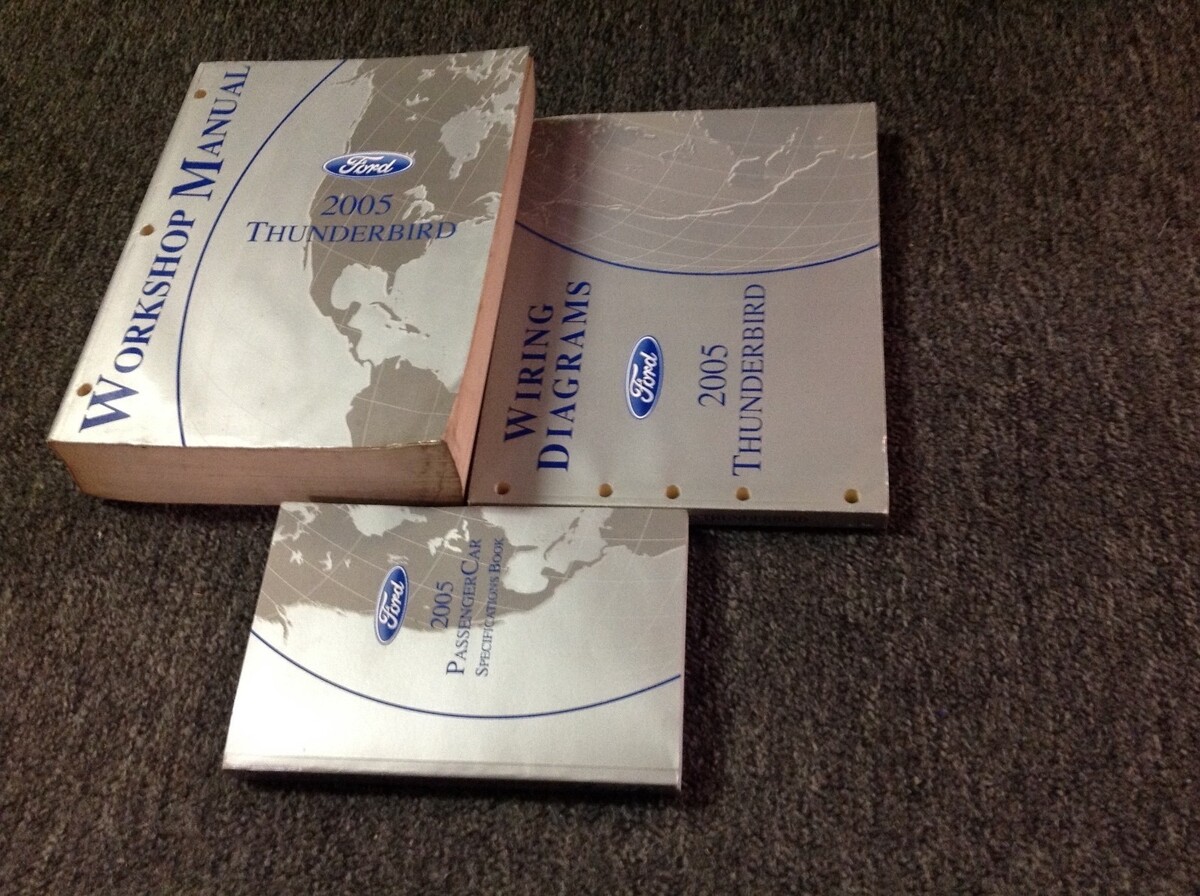 WORKSHOP MANUAL
Ford
2005
THUNDERBIRD
WIRING
DIAGRAMS
Ford
2005
THUNDERBIRD
Ford
2005
PASSENGERCAR
SPECIFICATIONS BOOK